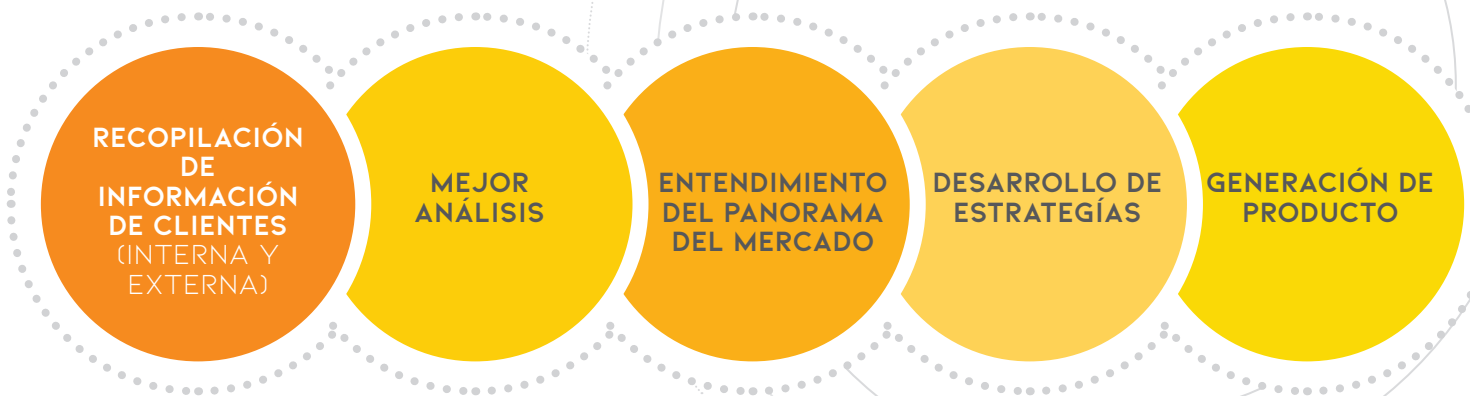 RECOPILACIÓN
DE
INFORMACIÓN
DE CLIENTES
(INTERNA Y
EXTERNA)
MEJOR
ANÁLISIS
ENTENDIMIENTO
DEL PANORAMA
DEL MERCADO
DESARROLLO DE
ESTRATEGÍAS
GENERACIÓN DE
PRODUCTO